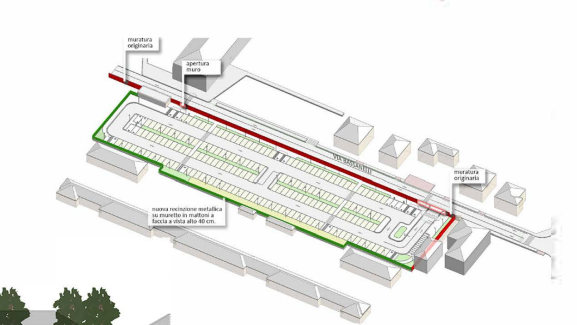 muratura
originaria
apertura
muro
muratura
originaria
nuova recinzione metallica
su muretto in mattoni a
faccia a vista alto 40 cm.